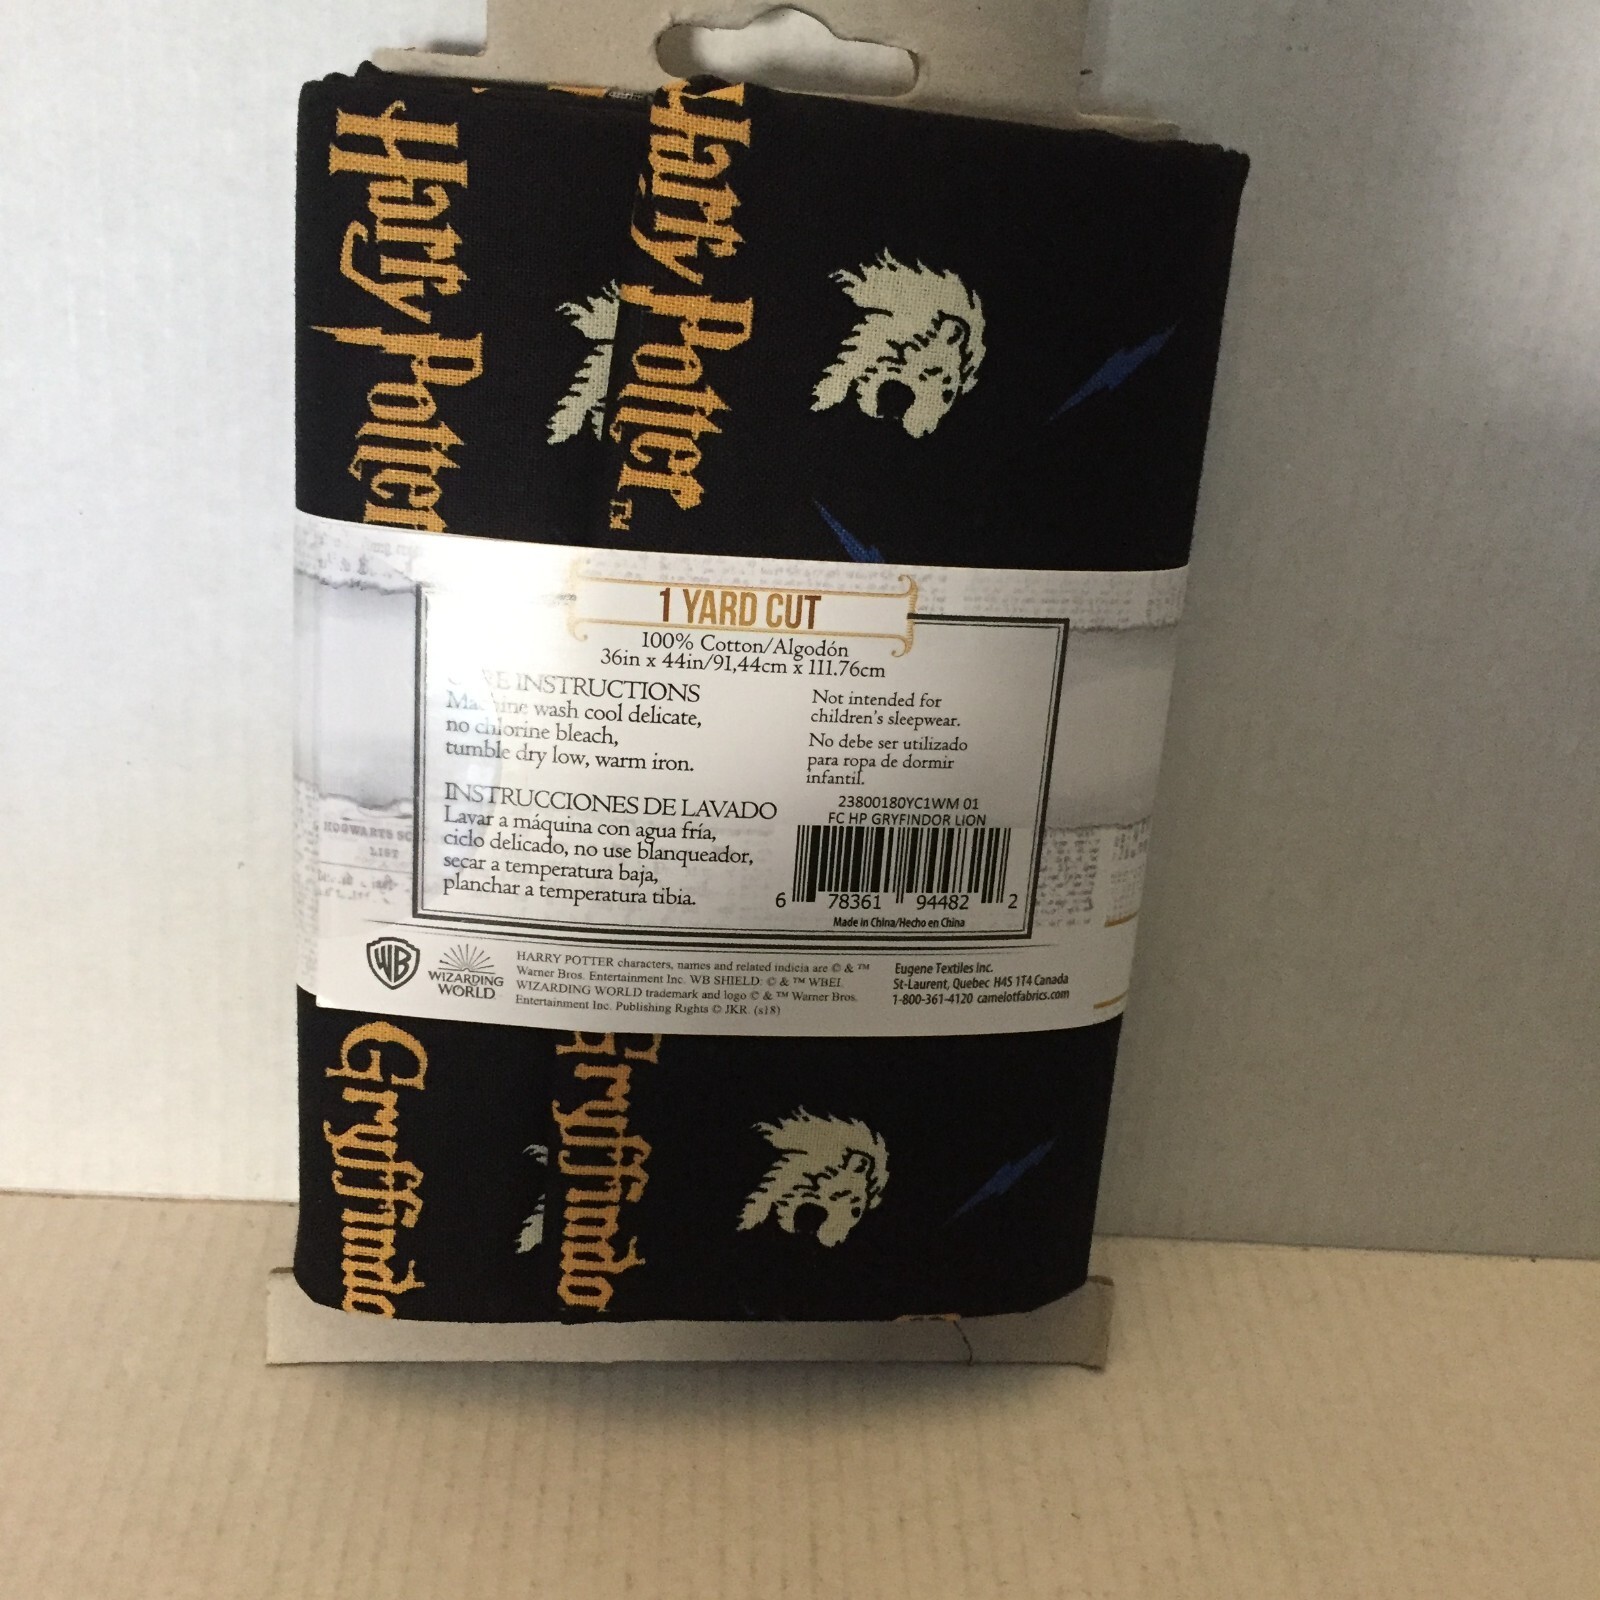 Harry Potter
Harry Potter
TM
1 YARD CUT
100% Cotton/Algodón
36in x 44in/91,44cm x 111.76cm
INSTRUCTIONS
Machine wash cool delicate,
no chlorine bleach,
tumble dry low, warm iron.
INSTRUCCIONES DE LAVADO
Lavar a máquina con agua fría,
ciclo delicado, no use blanqueador,
secar a temperatura baja,
planchar a temperatura tibia.
Not intended for
children's sleepwear.
No debe ser utilizado
para ropa de dormir
infantil.
23800180YC1WM 01
FC HP GRYFINDOR LION
6 78361 94482 2
Made in China/Hecho en China
HOGWARTS SC
LIST
WB
WIZARDING
WORLD
HARRY POTTER characters, names and related indicia are © & ™
Warner Bros. Entertainment Inc. WB SHIELD: © & ™ WBEI.
WIZARDING WORLD trademark and logo © & ™ Warner Bros.
Entertainment Inc. Publishing Rights © JKR. (s18)
Eugene Textiles Inc.
St-Laurent, Quebec H4S 1T4 Canada
1-800-361-4120 camelotfabrics.com
Gryffindo
Gryffindo